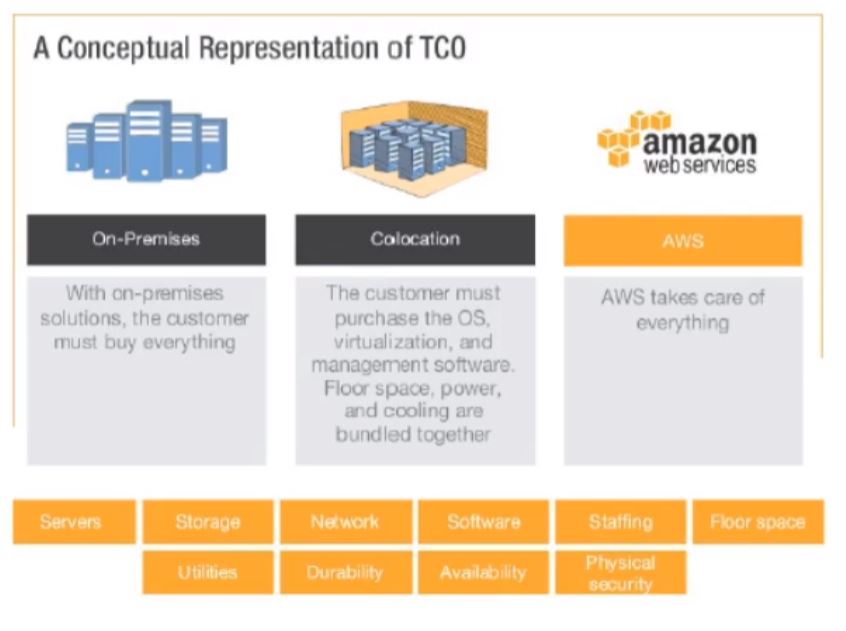 A Conceptual Representation of TCO
amazon
web services
On-Premises
Colocation
AWS
With on-premises
solutions, the customer
must buy everything
The customer must
purchase the OS,
virtualization, and
management software.
Floor space, power,
and cooling are
bundled together
AWS takes care of
everything
Servers
Storage
Network
Software
Staffing
Floor space
Utilities
Durability
Availability
Physical
security